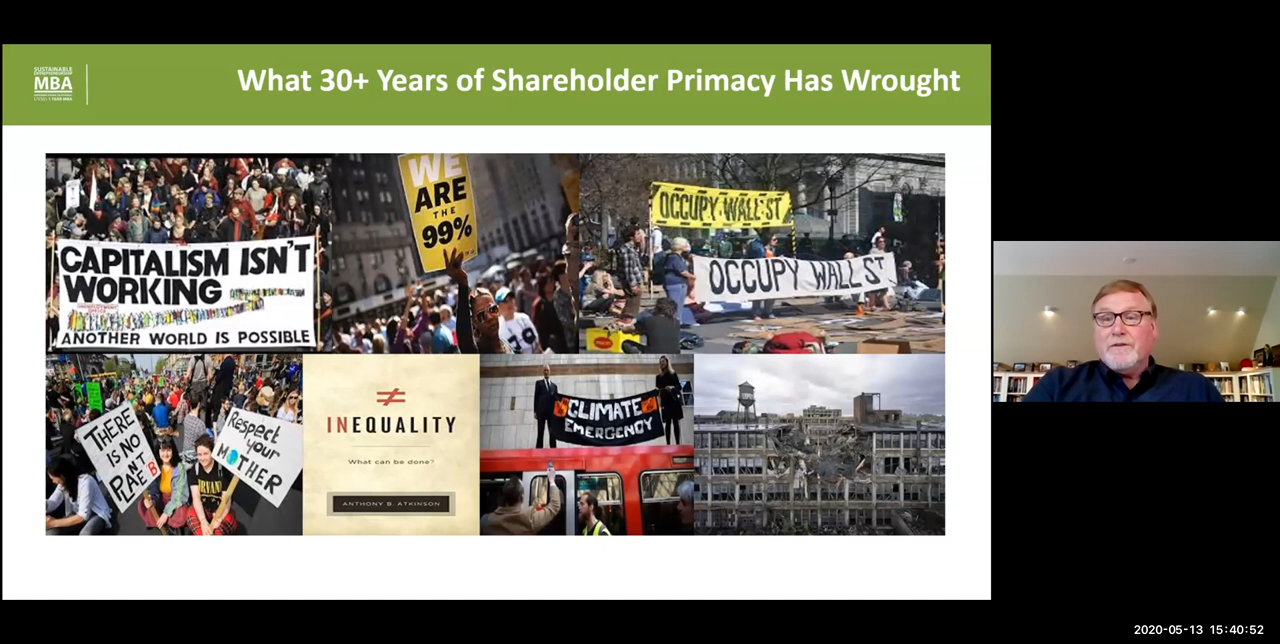 SUSTAINABLE
MBA
What 30+ Years of Shareholder Primacy Has Wrought
CAPITALISM ISN'T
WORKING
ANOTHER WORLD IS POSSIBLE
WE
ARE
THE
99%
OCCUPY WALL ST
OCCUPY WALL ST
THERE
IS NO
PLANET
B
Respect
your
MOTHER
NIRVANA
INEQUALITY
What can be done?
ANTHONY B. ATKINSON
CLIMATE
EMERGENCY
2020-05-13 15:40:52